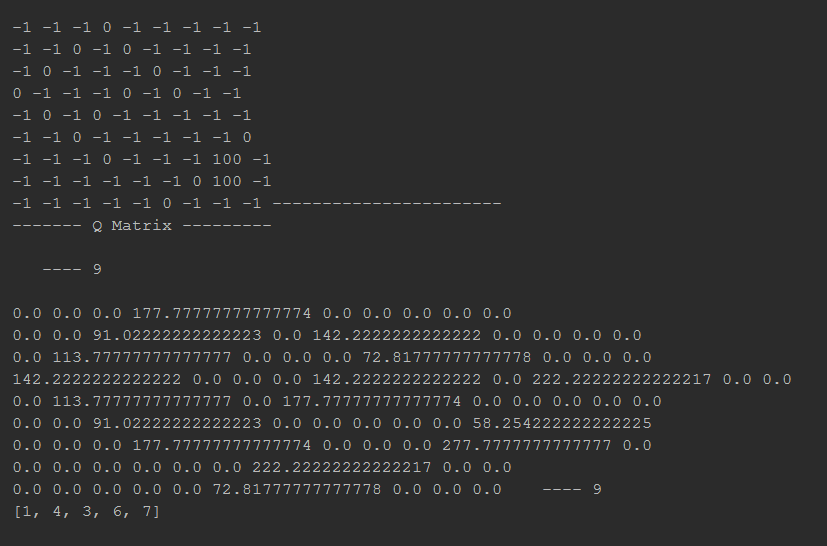 -1 -1 -1 0 -1 -1 -1 -1 -1
-1 -1 0 -1 0 -1 -1 -1 -1
-1 0 -1 -1 -1 0 -1 -1 -1
0 -1 -1 -1 0 -1 0 -1 -1
-1 0 -1 0 -1 -1 -1 -1 -1
-1 -1 0 -1 -1 -1 -1 -1 0
-1 -1 -1 0 -1 -1 -1 100 -1
-1 -1 -1 -1 -1 -1 0 100 -1
-1 -1 -1 -1 -1 0 -1 -1 -1 -----------------------
------- Q Matrix ---------
---- 9
0.0 0.0 0.0 177.77777777777774 0.0 0.0 0.0 0.0 0.0
0.0 0.0 91.02222222222223 0.0 142.2222222222222 0.0 0.0 0.0 0.0
0.0 113.77777777777777 0.0 0.0 0.0 72.81777777777778 0.0 0.0 0.0
142.2222222222222 0.0 0.0 0.0 142.2222222222222 0.0 222.22222222222217 0.0 0.0
0.0 113.77777777777777 0.0 177.77777777777774 0.0 0.0 0.0 0.0 0.0
0.0 0.0 91.02222222222223 0.0 0.0 0.0 0.0 0.0 58.254222222222225
0.0 0.0 0.0 177.77777777777774 0.0 0.0 0.0 277.7777777777777 0.0
0.0 0.0 0.0 0.0 0.0 0.0 222.22222222222217 0.0 0.0
0.0 0.0 0.0 0.0 0.0 72.81777777777778 0.0 0.0 0.0    ---- 9
[1, 4, 3, 6, 7]